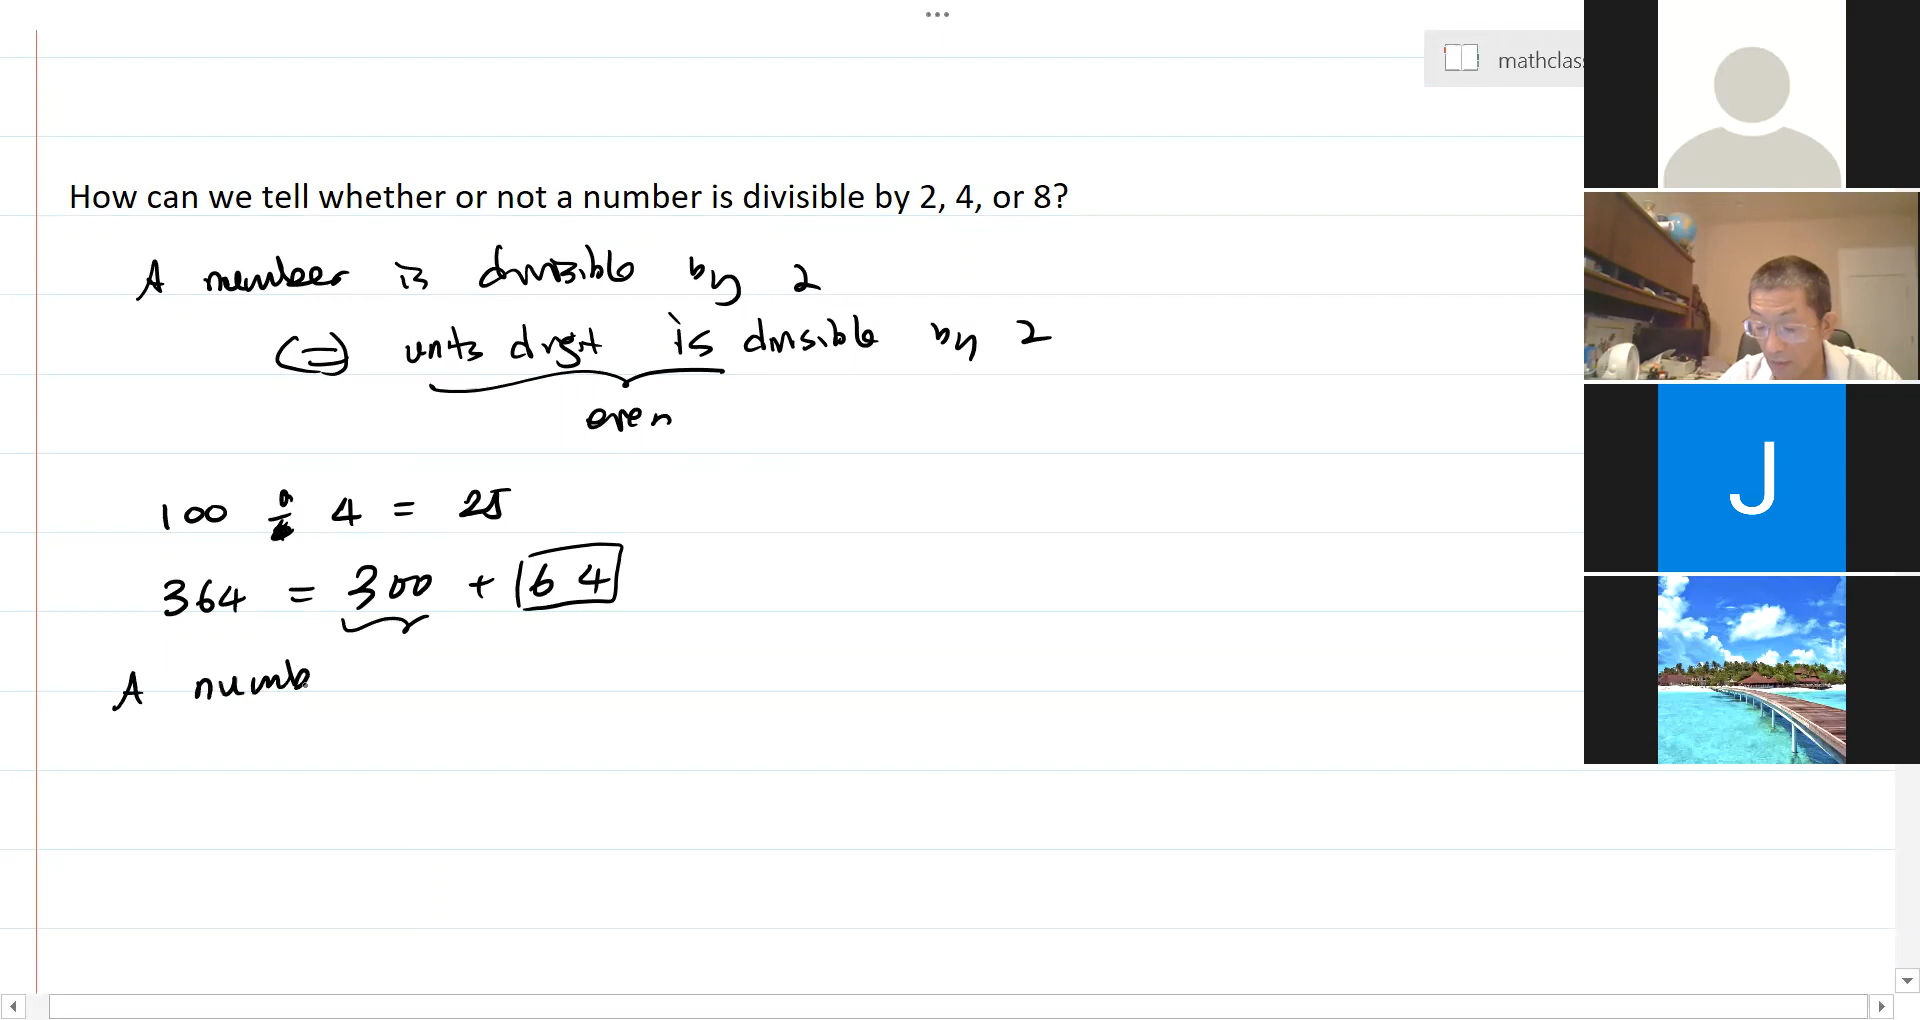 mathclas
How can we tell whether or not a number is divisible by 2, 4, or 8?
A number is divisible by 2
(=) units digit is divisible by 2
even
100 ÷ 4 = 25
364 = 300 + 64
A numb
J